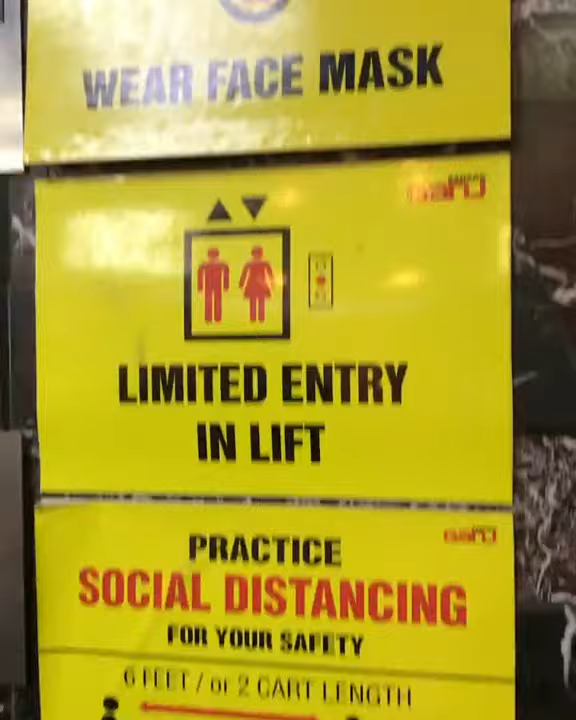 WEAR FACE MASK
LIMITED ENTRY
IN LIFT
PRACTICE
SOCIAL DISTANCING
FOR YOUR SAFETY
6 FEET / or 2 CART LENGTH